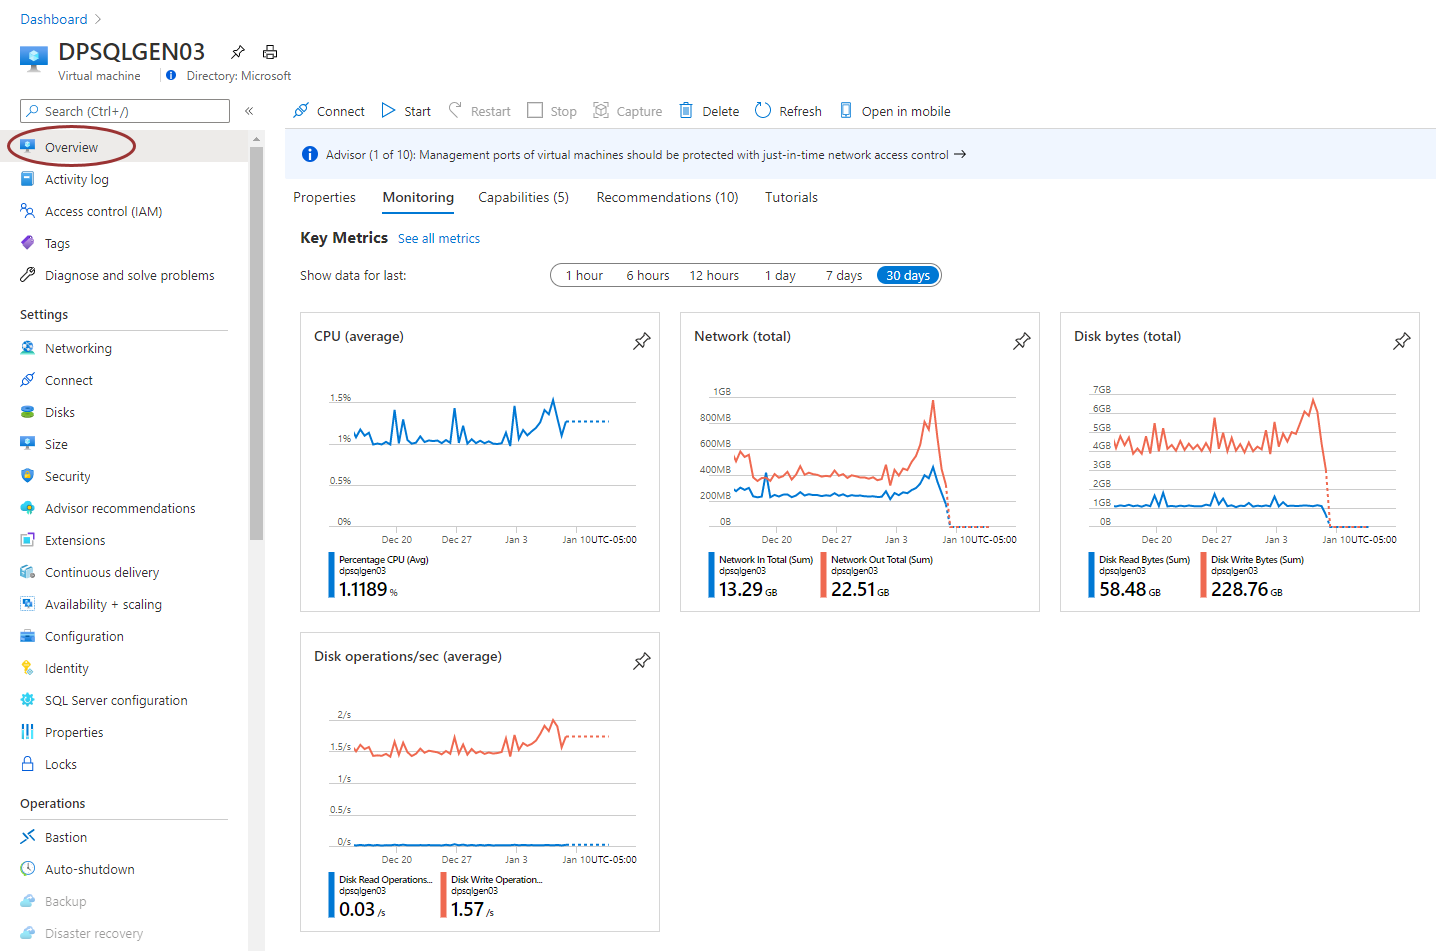 Dashboard
DPSQLGEN03
Virtual machine
Directory: Microsoft
Search (Ctrl+/)
«
Overview
Activity log
Access control (IAM)
Tags
Diagnose and solve problems
Settings
Networking
Connect
Disks
Size
Security
Advisor recommendations
Extensions
Continuous delivery
Availability + scaling
Configuration
Identity
SQL Server configuration
Properties
Locks
Operations
Bastion
Auto-shutdown
Backup
Disaster recovery
Connect Start Restart Stop Capture Delete Refresh Open in mobile
Advisor (1 of 10): Management ports of virtual machines should be protected with just-in-time network access control →
Properties Monitoring Capabilities (5) Recommendations (10) Tutorials
Key Metrics See all metrics
Show data for last: 1 hour 6 hours 12 hours 1 day 7 days 30 days
CPU (average)
1.5%
1%
0.5%
0%
Dec 20 Dec 27 Jan 3 Jan 10 UTC-05:00
Percentage CPU (Avg)
dpsqlgen03
1.1189 %
Network (total)
1GB
800MB
600MB
400MB
200MB
0B
Dec 20 Dec 27 Jan 3 Jan 10 UTC-05:00
Network In Total (Sum)
dpsqlgen03
13.29 GB
Network Out Total (Sum)
dpsqlgen03
22.51 GB
Disk bytes (total)
7GB
6GB
5GB
4GB
3GB
2GB
1GB
0B
Dec 20 Dec 27 Jan 3 Jan 10 UTC-05:00
Disk Read Bytes (Sum)
dpsqlgen03
58.48 GB
Disk Write Bytes (Sum)
dpsqlgen03
228.76 GB
Disk operations/sec (average)
2/s
1.5/s
1/s
0.5/s
0/s
Dec 20 Dec 27 Jan 3 Jan 10 UTC-05:00
Disk Read Operations...
dpsqlgen03
0.03 /s
Disk Write Operation...
dpsqlgen03
1.57 /s